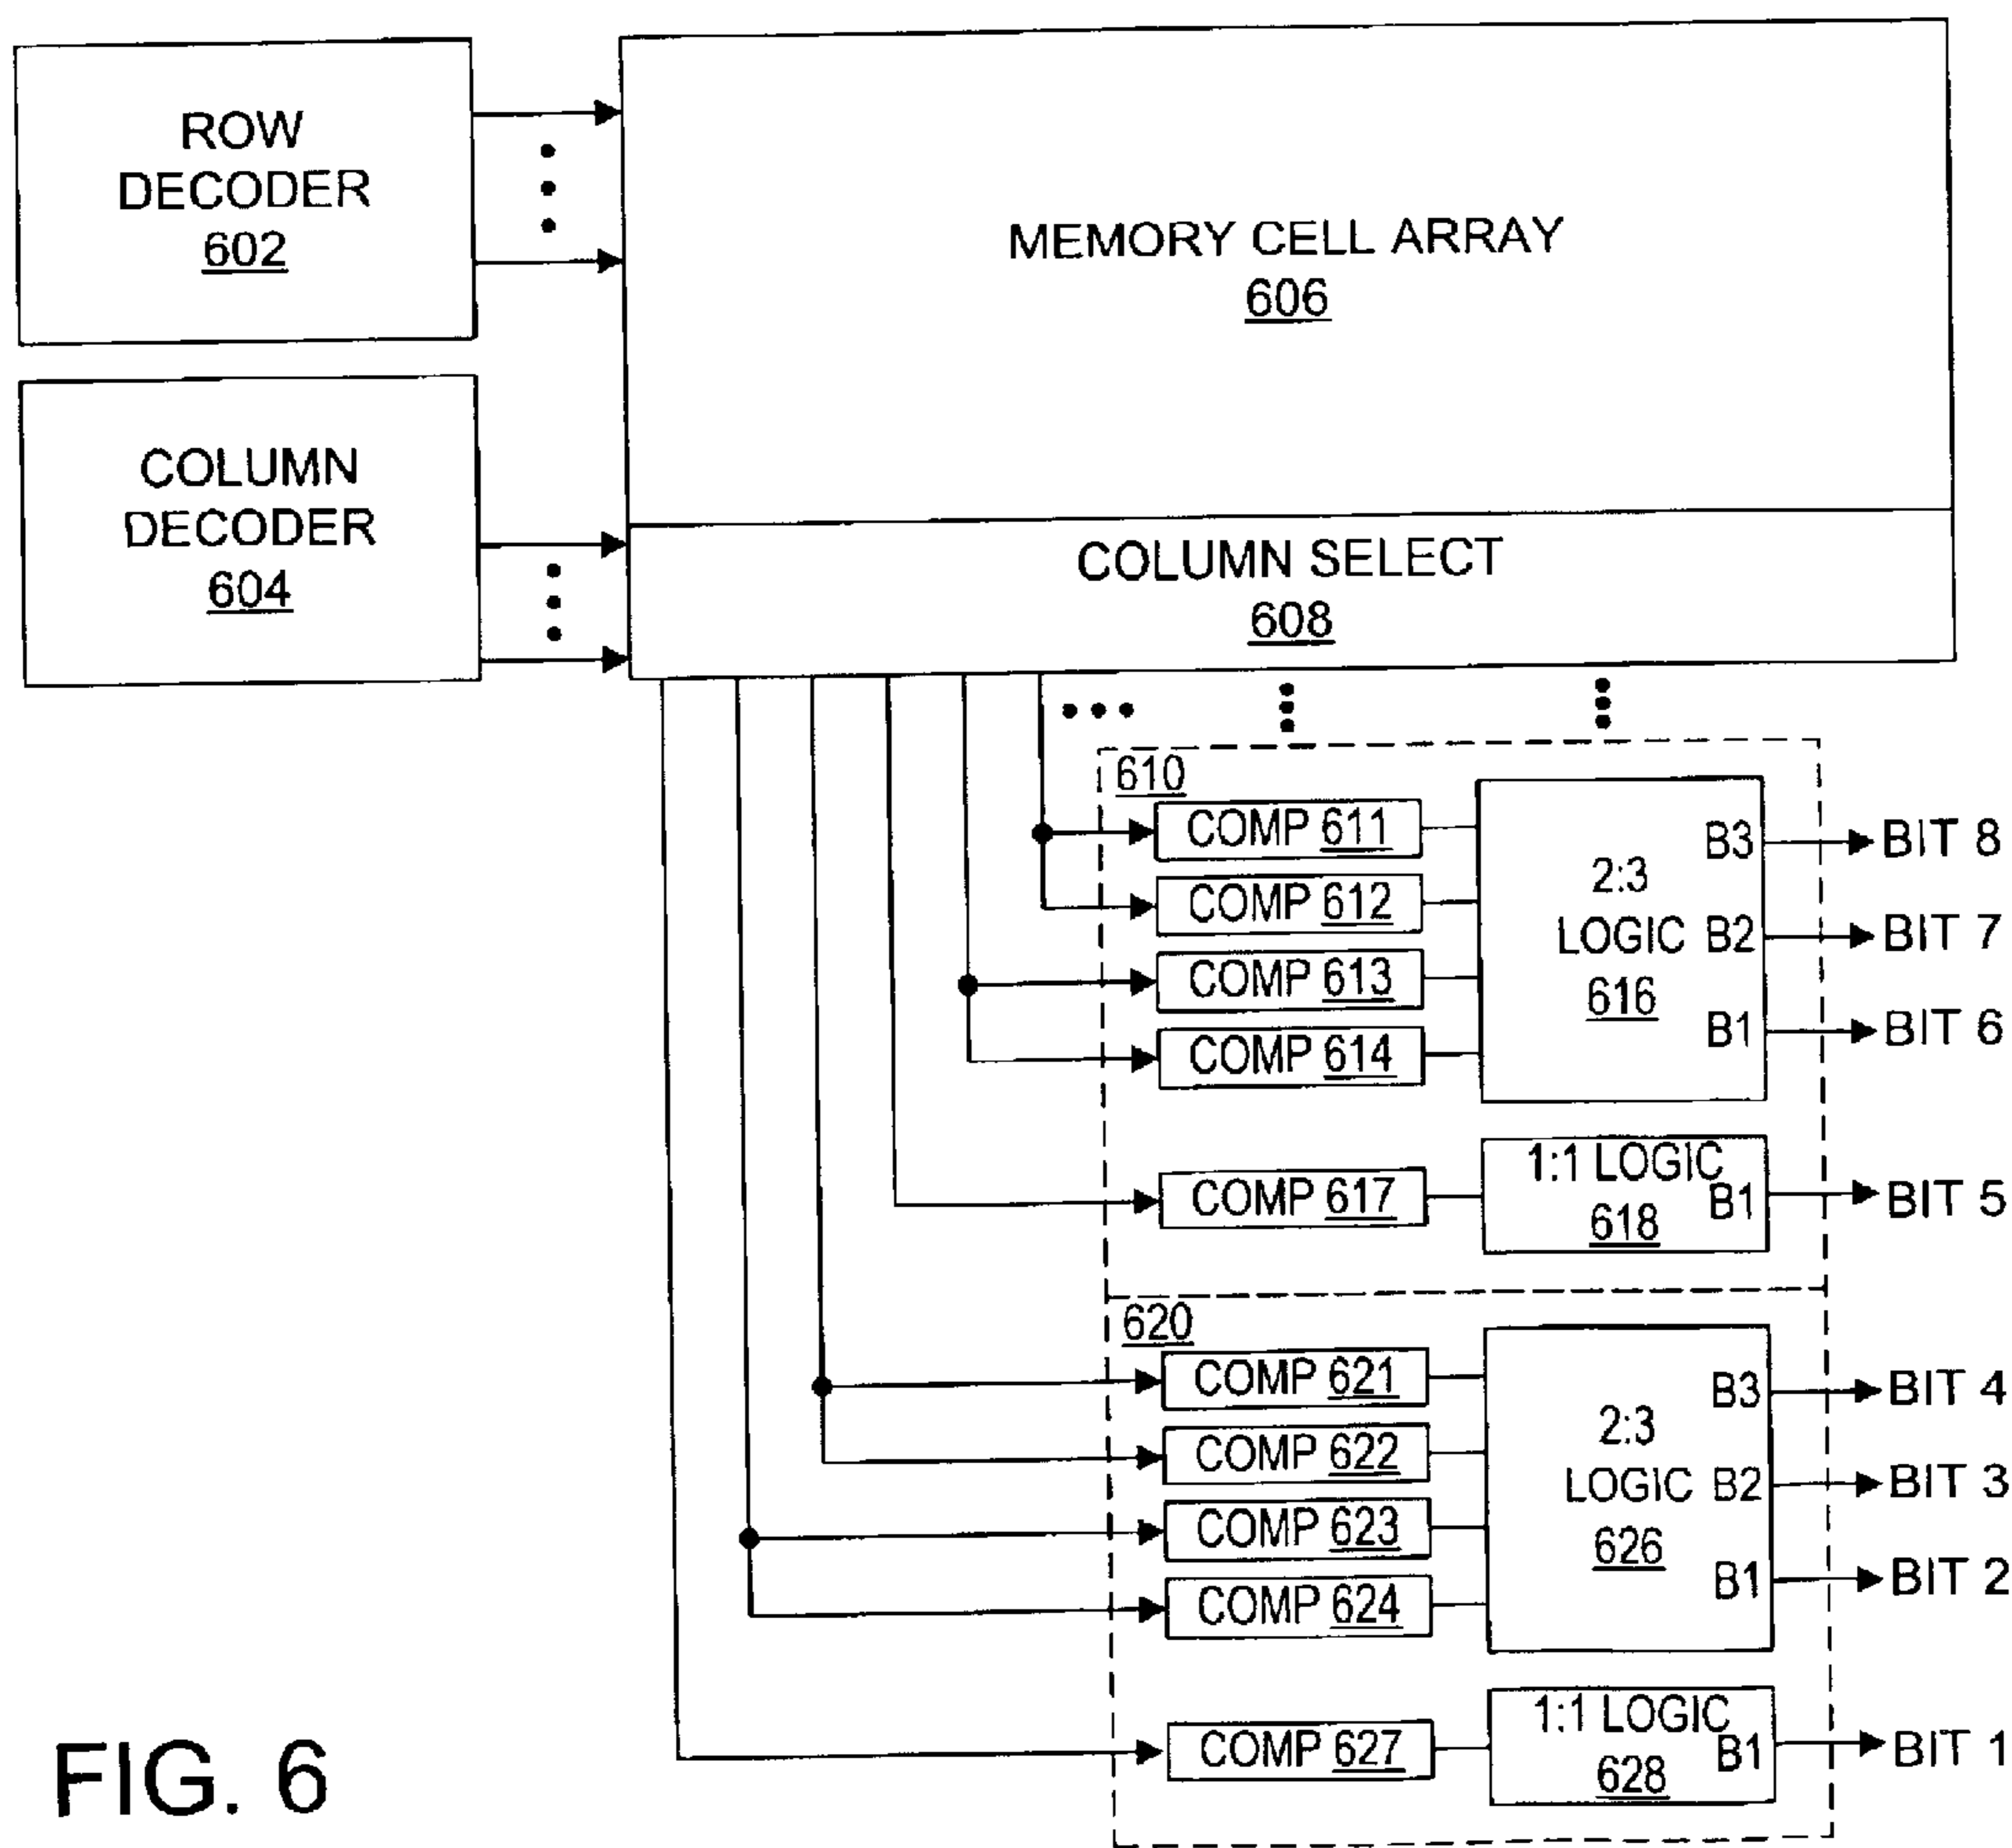 ROW
DECODER
602
MEMORY CELL ARRAY
606
COLUMN
DECODER
604
COLUMN SELECT
608
610
COMP 611
COMP 612
COMP 613
COMP 614
2:3
LOGIC
616
B3
B2
B1
BIT 8
BIT 7
BIT 6
COMP 617
1:1 LOGIC
618
B1
BIT 5
620
COMP 621
COMP 622
COMP 623
COMP 624
2:3
LOGIC
626
B3
B2
B1
BIT 4
BIT 3
BIT 2
COMP 627
1:1 LOGIC
628
B1
BIT 1
FIG. 6